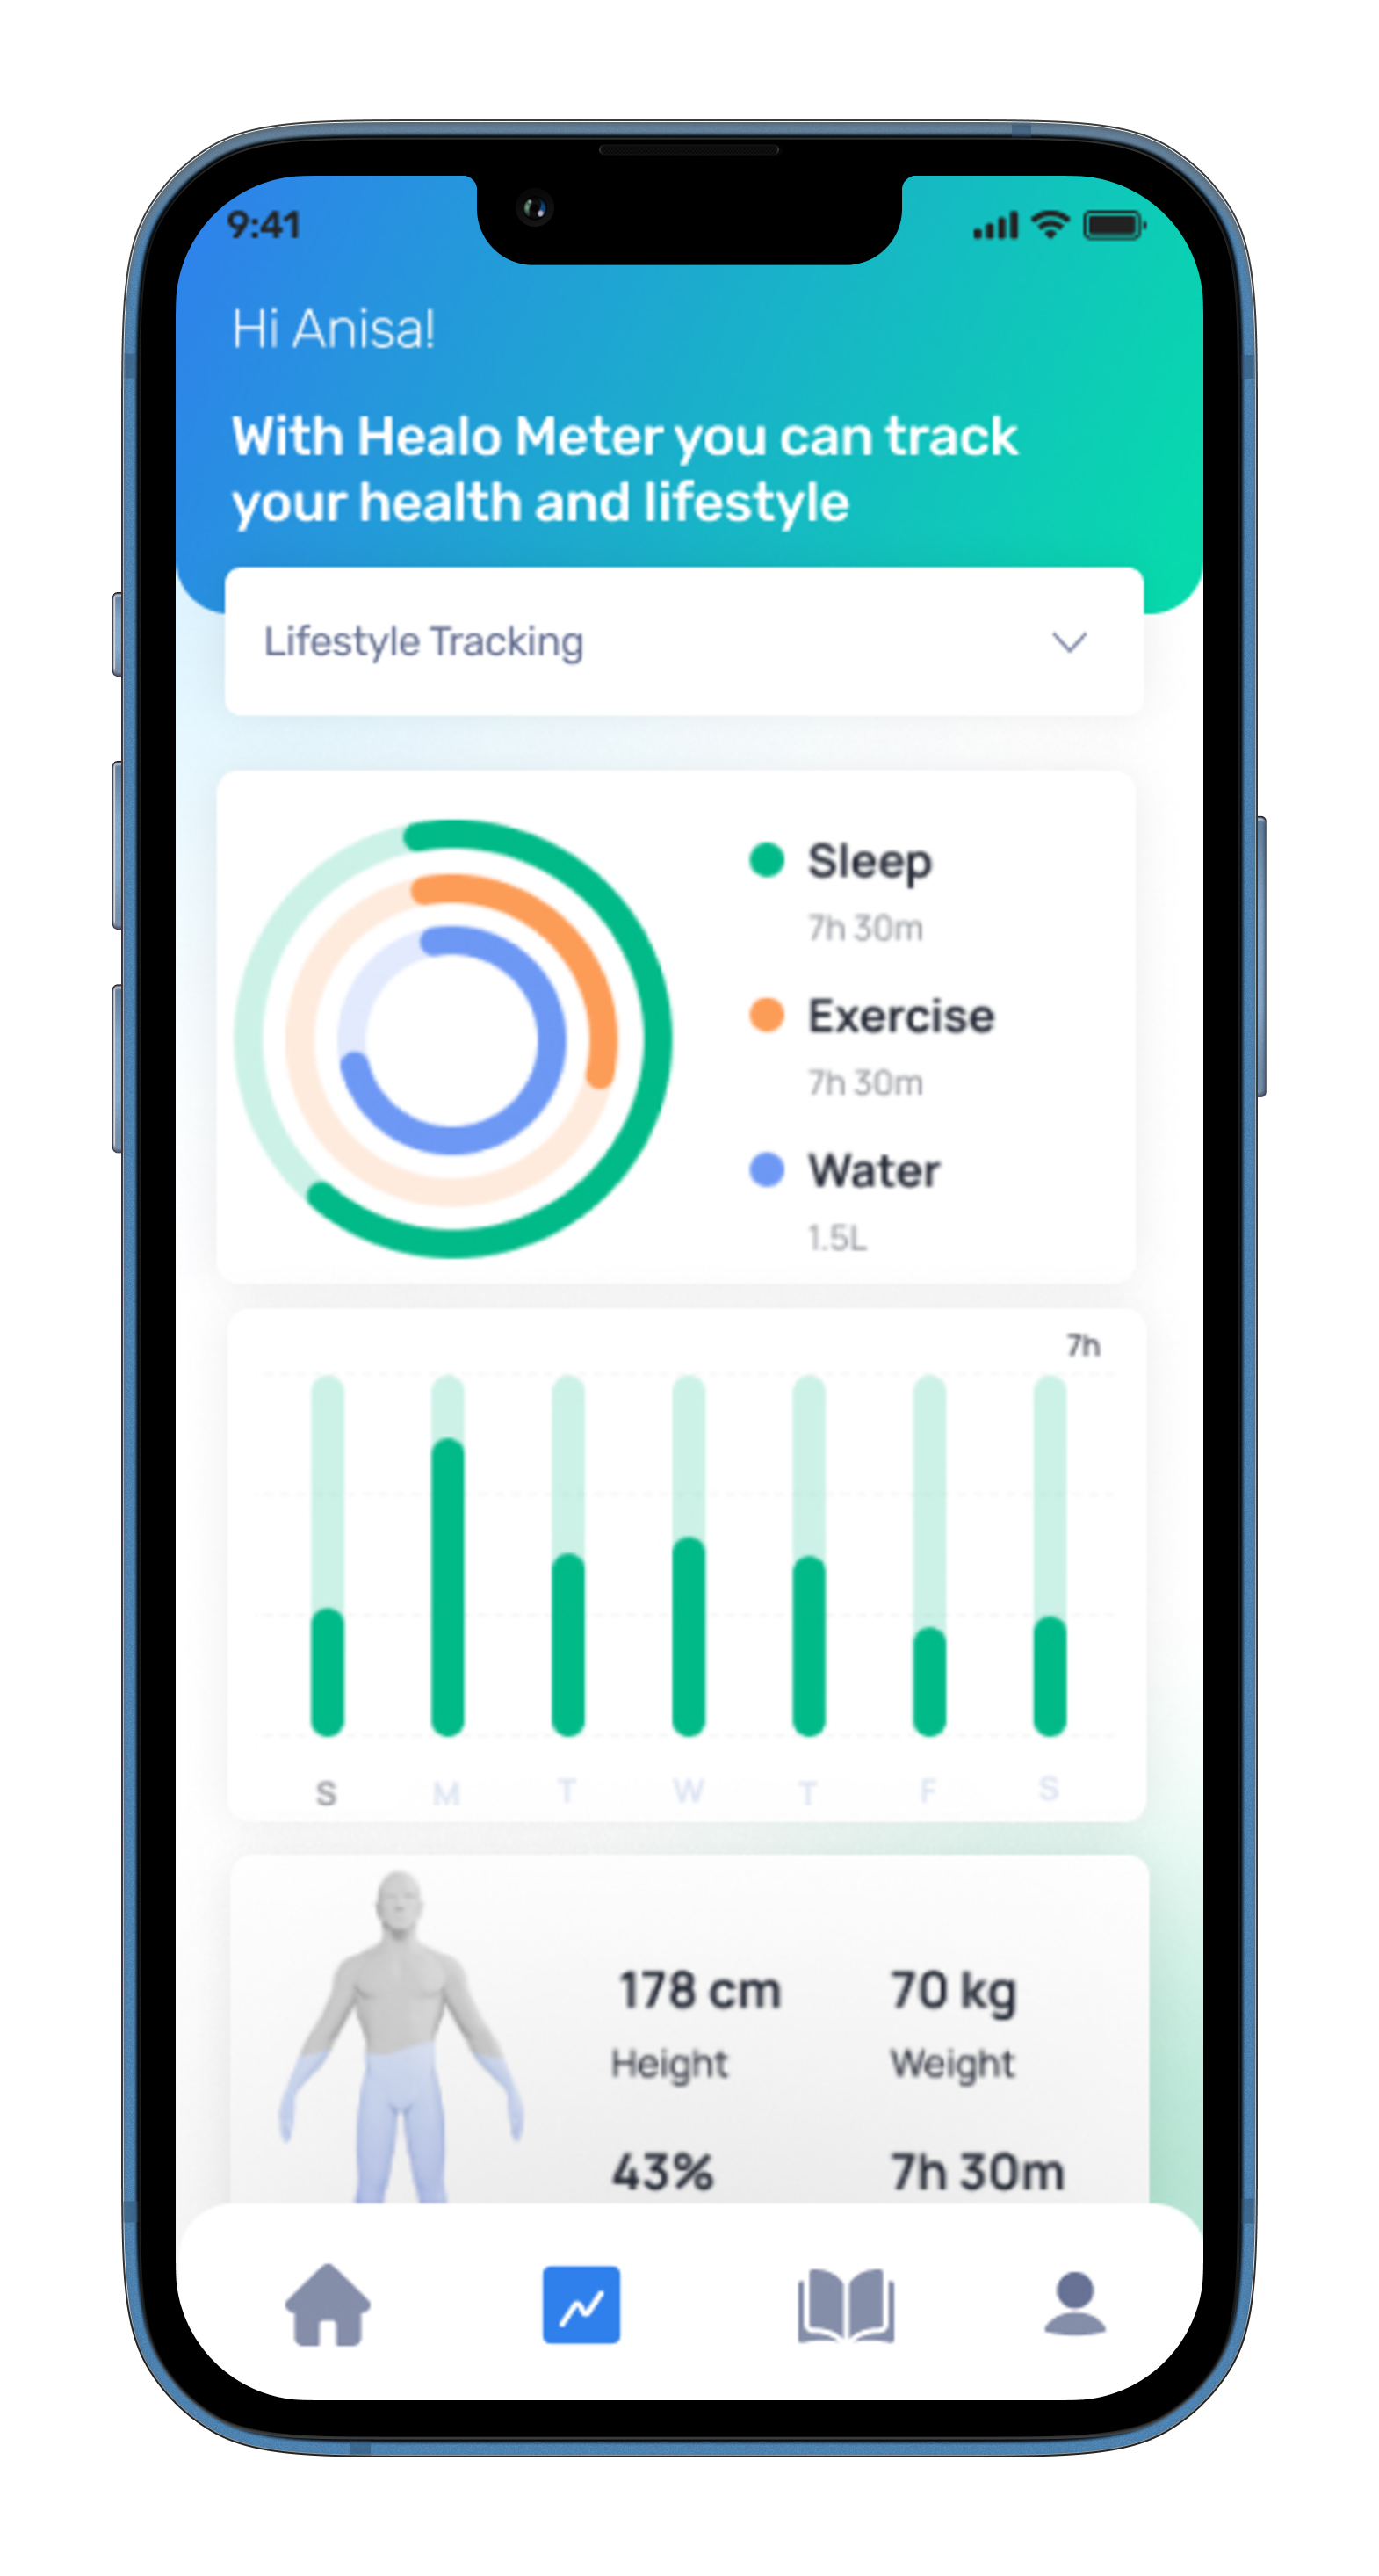 9:41
Hi Anisa!
With Healo Meter you can track
your health and lifestyle
Lifestyle Tracking
Sleep
7h 30m
Exercise
7h 30m
Water
1.5L
7h
S M T W T F S
178 cm 70 kg
Height Weight
43% 7h 30m